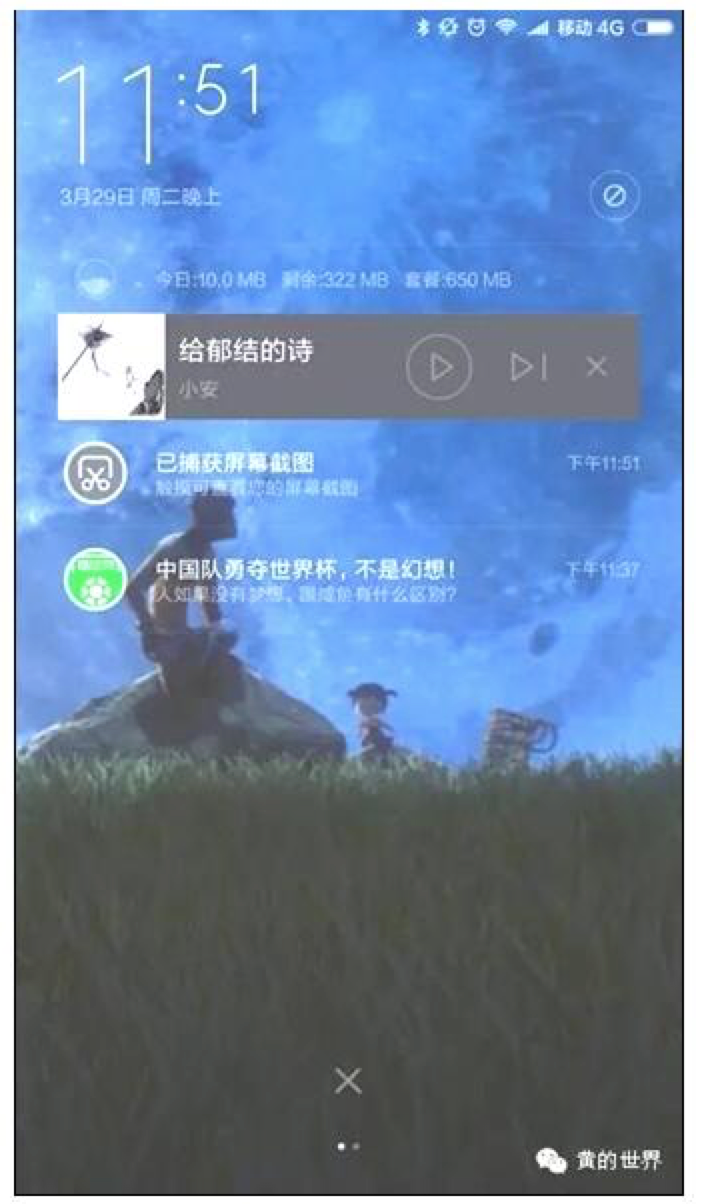 移动 4G
11:51
3月29日 周二晚上
今日:10.0 MB 剩余:322 MB 套餐:650 MB
给郁结的诗
小安
已捕获屏幕截图 下午11:51
触摸可查看您的屏幕截图
中国队勇夺世界杯，不是幻想！ 下午11:37
人如果没有梦想，跟咸鱼有什么区别？
黄的世界